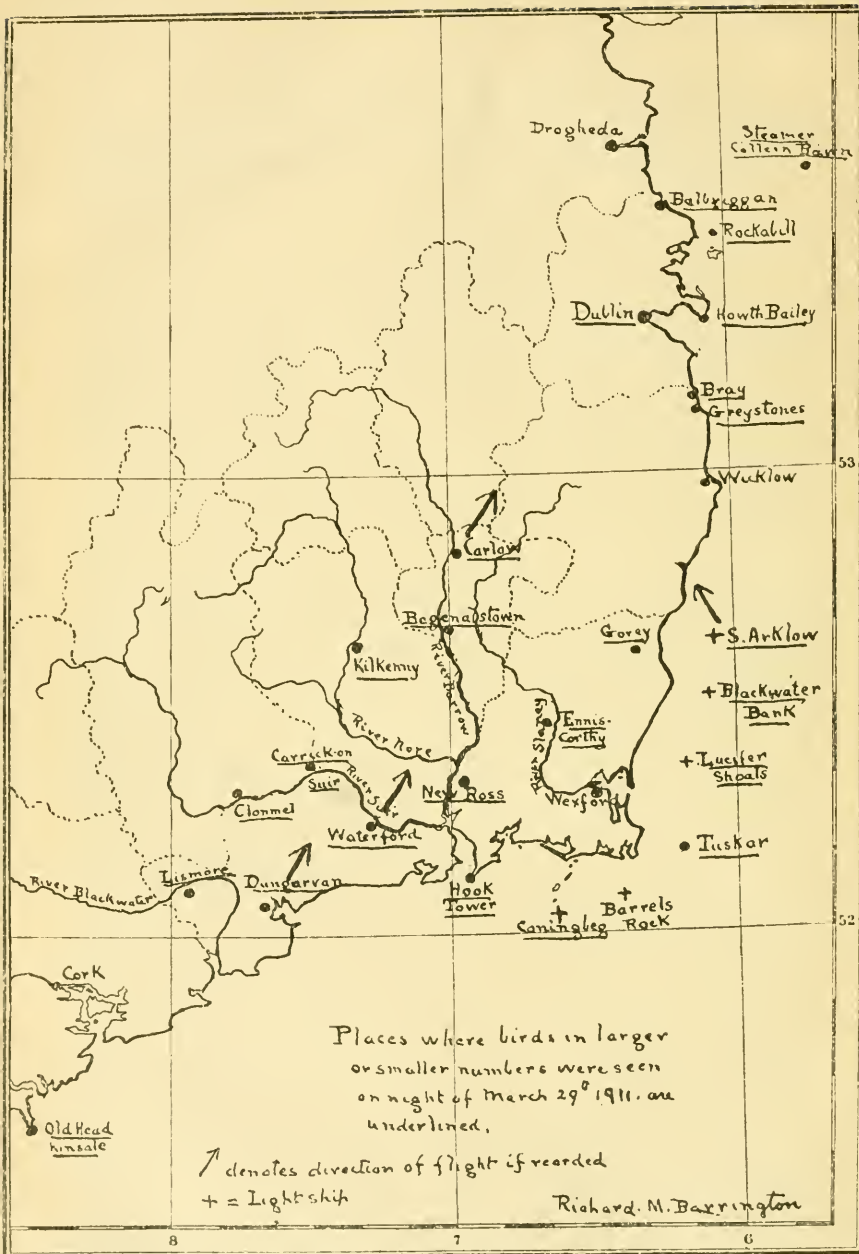 Drogheda
Steamer
Collein Haven
Balbriggan
Rockabill
Dublin
Howth Bailey
Bray
Greystones
53
Wicklow
Carlow
Bagenalstown
Gorey
S. Arklow
Kilkenny
River Barrow
Blackwater
Bank
River Slaney
Ennis-
Corthy
River Nore
Carrick-on
Suir
River Suir
Lucifer
Shoals
Clonmel
New Ross
Wexford
Waterford
Tuskar
Lismore
Dungarvan
River Blackwater
Hook
Tower
Barrels
Rock
Coningbeg
52
Cork
Places where birds in larger
or smaller numbers were seen
on night of March 29th 1911. are
underlined.
Old Head
Kinsale
↗ denotes direction of flight if recorded
+ = Lightship
Richard. M. Barrington
8
7
6